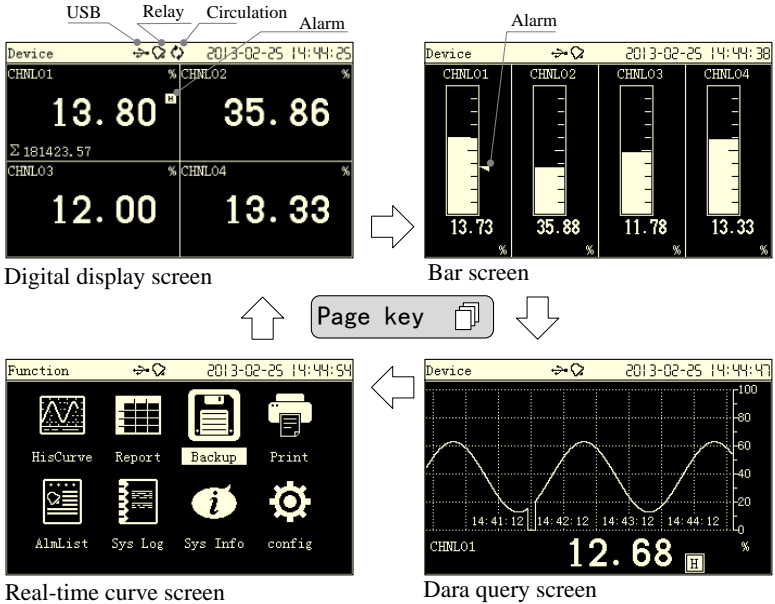 USB Relay Circulation
Alarm
Device 2013-02-25 14:44:25
CHNL01 % CHNL02 %
13.80 H 35.86
Σ181423.57
CHNL03 % CHNL04 %
12.00 13.33
Digital display screen
Alarm
Device 2013-02-25 14:44:38
CHNL01 CHNL02 CHNL03 CHNL04
13.73 35.88 11.78 13.33
% % % %
Bar screen
Page key
Function 2013-02-25 14:44:54
HisCurve Report Backup Print
AlmList Sys Log Sys Info config
Real-time curve screen
Device 2013-02-25 14:44:47
100
80
60
40
20
0
14:41:12 14:42:12 14:43:12 14:44:12
CHNL01 12.68 H %
Dara query screen